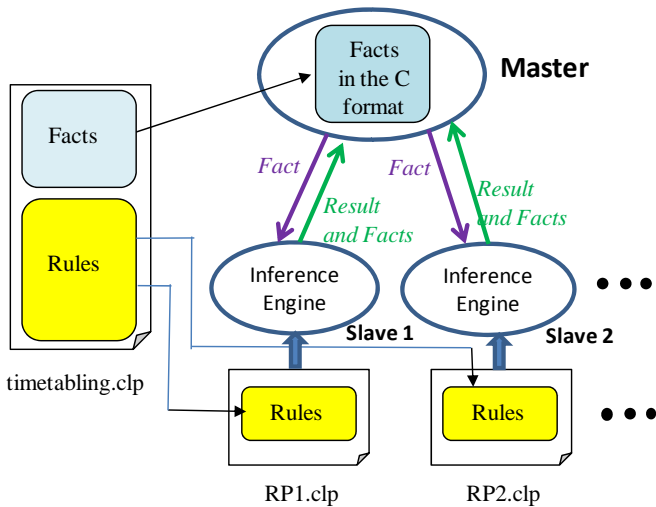 Facts
in the C
format
Master
Facts
Fact
Fact
Result
and Facts
Result
and Facts
Rules
Inference
Engine
Inference
Engine
Slave 1
Slave 2
timetabling.clp
Rules
Rules
RP1.clp
RP2.clp